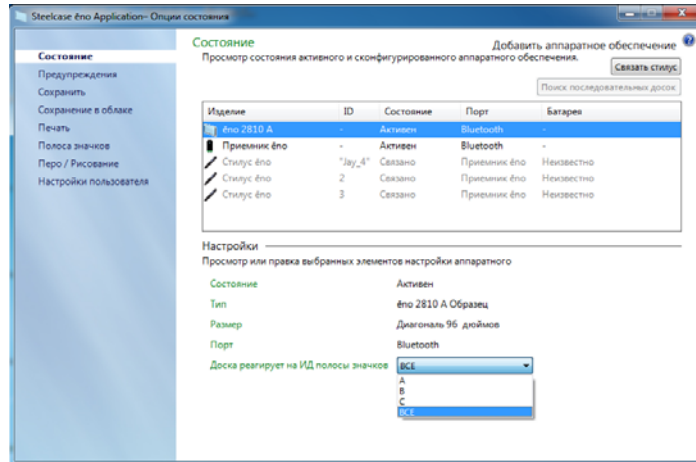 Steelcase ēno Application– Опции состояния
Состояние
Предупреждения
Сохранить
Сохранение в облаке
Печать
Полоса значков
Перо / Рисование
Настройки пользователя
Состояние
Просмотр состояния активного и сконфигурированного аппаратного обеспечения.
Добавить аппаратное обеспечение
Связать стилус
Поиск последовательных досок
Изделие ID Состояние Порт Батарея
ēno 2810 A - Активен Bluetooth -
Приемник ēno - Активен Bluetooth -
Стилус ēno "Jay_4" Связано Приемник ēno Неизвестно
Стилус ēno 2 Связано Приемник ēno Неизвестно
Стилус ēno 3 Связано Приемник ēno Неизвестно
Настройки
Просмотр или правка выбранных элементов настройки аппаратного
Состояние Активен
Тип ēno 2810 A Образец
Размер Диагональ 96 дюймов
Порт Bluetooth
Доска реагирует на ИД полосы значков ВСЕ
A
B
C
ВСЕ